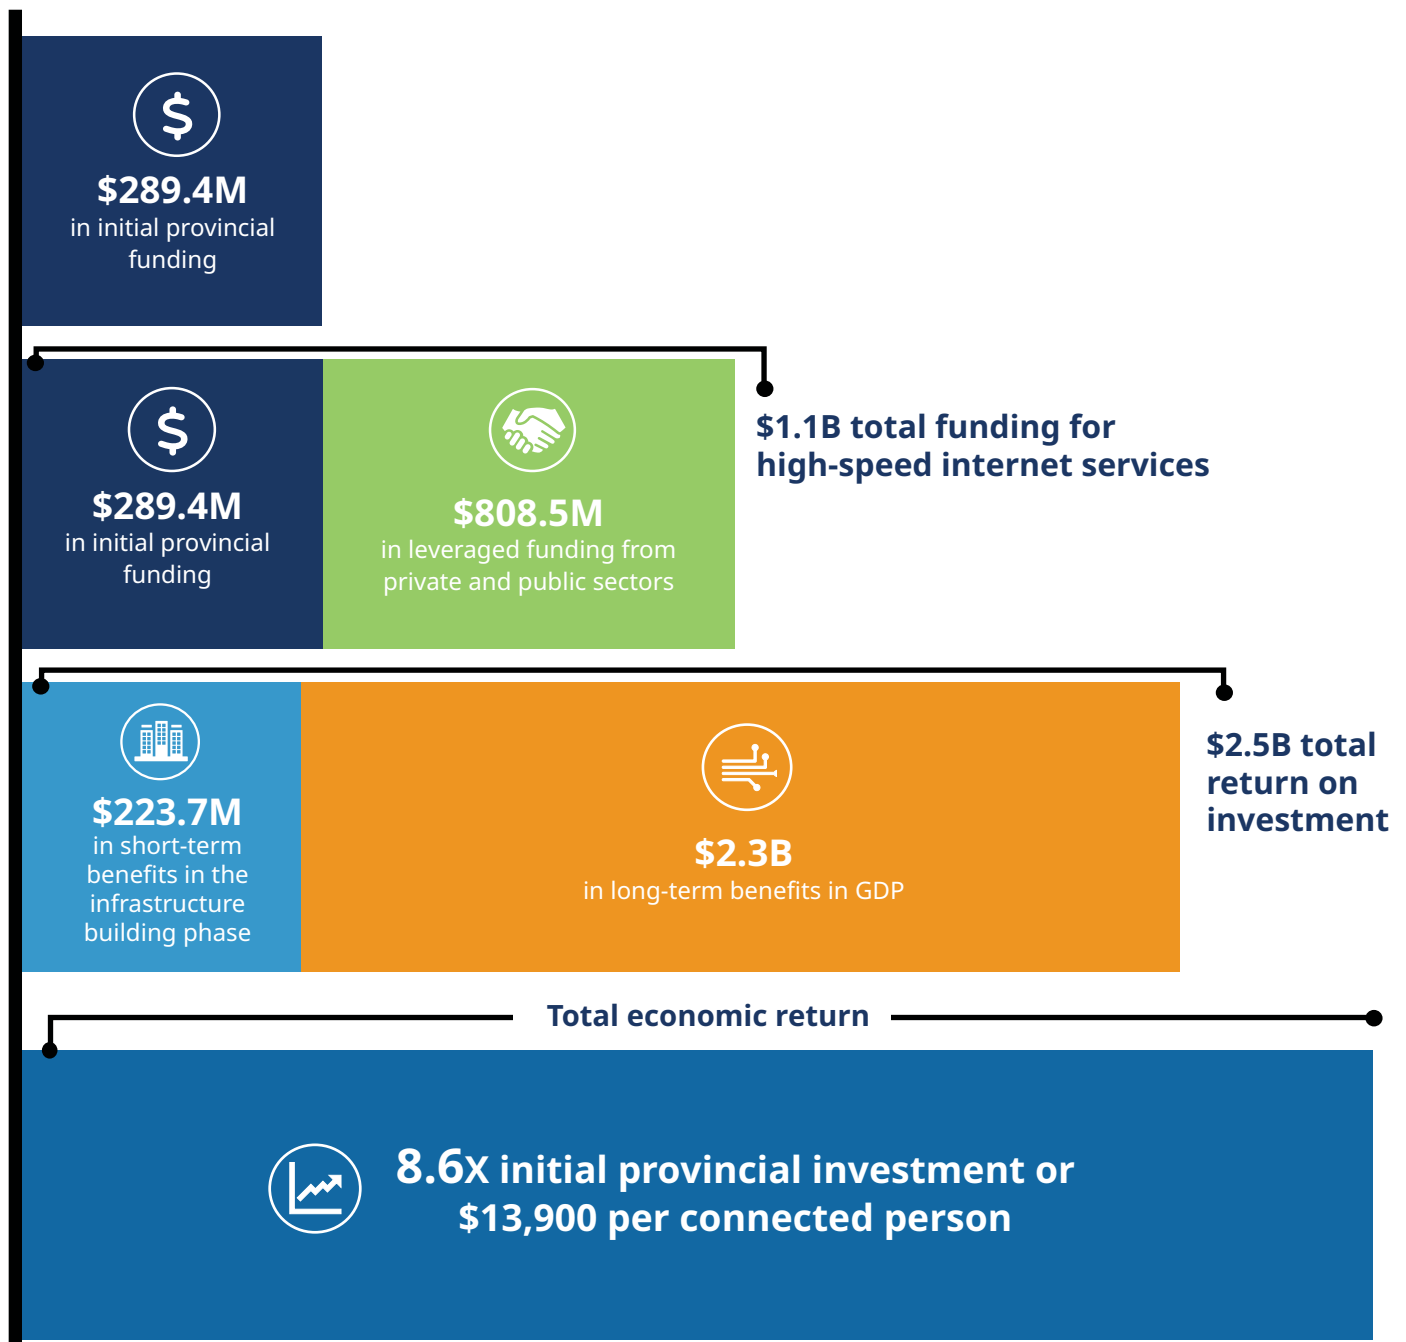 $289.4M
in initial provincial
funding
$289.4M
in initial provincial
funding
$808.5M
in leveraged funding from
private and public sectors
$1.1B total funding for
high-speed internet services
$223.7M
in short-term
benefits in the
infrastructure
building phase
$2.3B
in long-term benefits in GDP
$2.5B total
return on
investment
Total economic return
8.6X initial provincial investment or
$13,900 per connected person